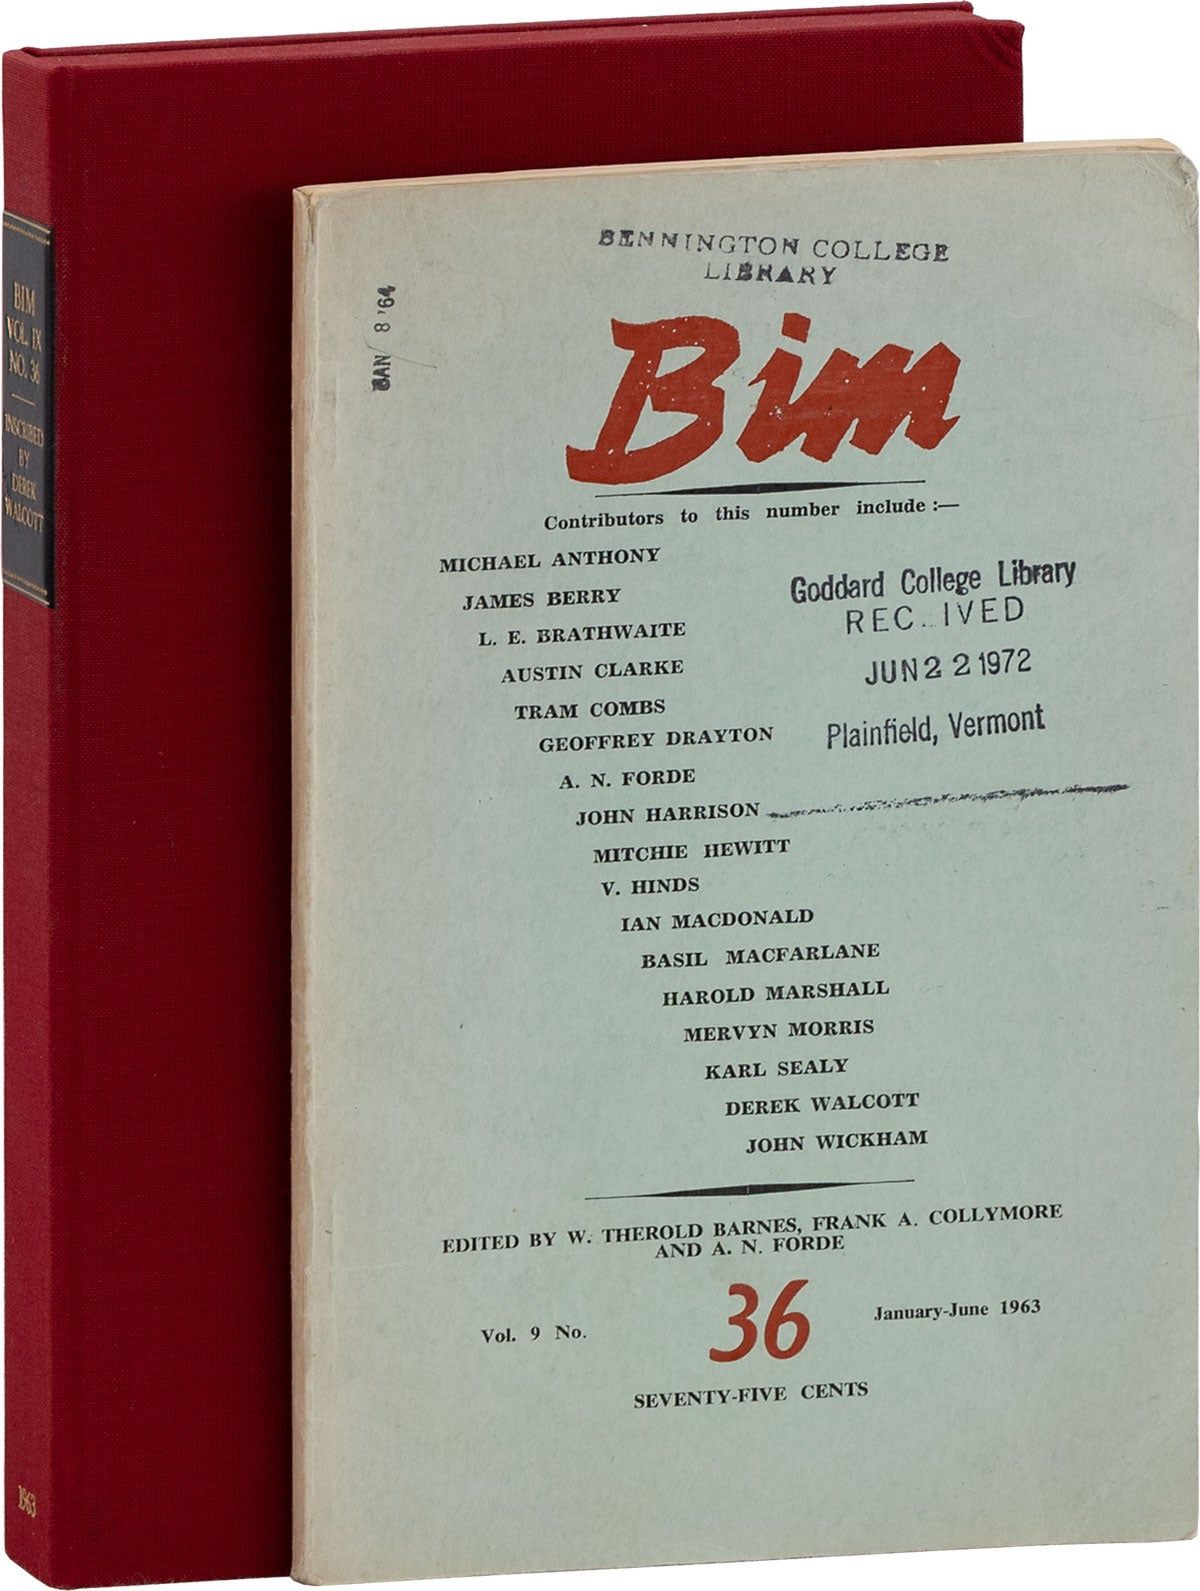 BIM
VOL. IX
NO. 36
INSCRIBED
BY
DEREK
WALCOTT
1963
BENNINGTON COLLEGE
LIBRARY
JAN 8 '64
Bim
Contributors to this number include :—
MICHAEL ANTHONY
JAMES BERRY
L. E. BRATHWAITE
AUSTIN CLARKE
TRAM COMBS
GEOFFREY DRAYTON
A. N. FORDE
JOHN HARRISON
MITCHIE HEWITT
V. HINDS
IAN MACDONALD
BASIL MACFARLANE
HAROLD MARSHALL
MERVYN MORRIS
KARL SEALY
DEREK WALCOTT
JOHN WICKHAM
Goddard College Library
REC..IVED
JUN 22 1972
Plainfield, Vermont
EDITED BY W. THEROLD BARNES, FRANK A. COLLYMORE
AND A. N. FORDE
Vol. 9 No. 36 January-June 1963
SEVENTY-FIVE CENTS